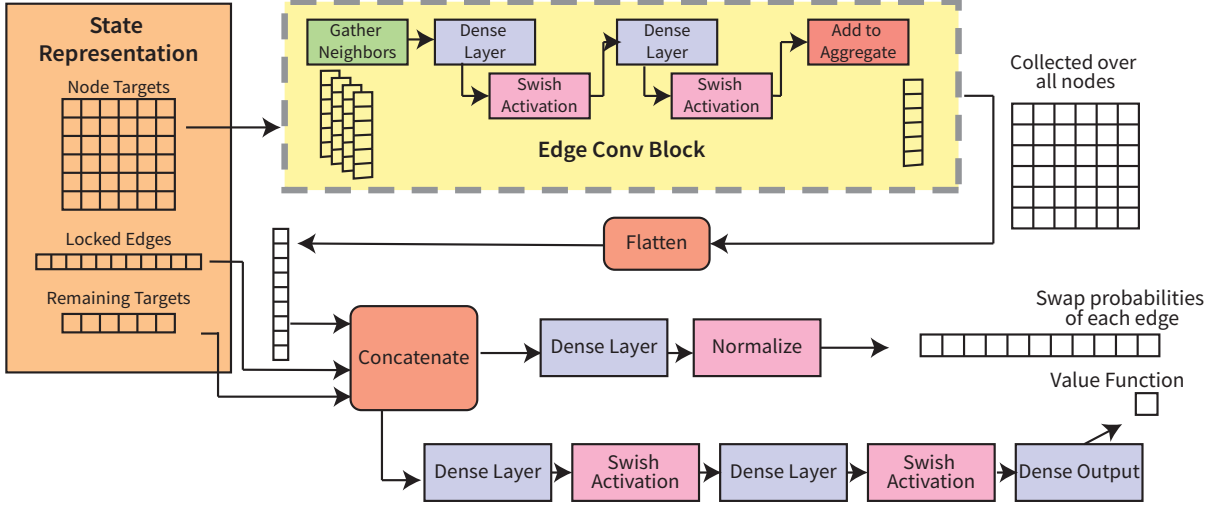 State
Representation
Node Targets
Locked Edges
Remaining Targets
Gather
Neighbors
Dense
Layer
Swish
Activation
Dense
Layer
Swish
Activation
Add to
Aggregate
Edge Conv Block
Collected over
all nodes
Flatten
Concatenate
Dense Layer
Normalize
Swap probabilities
of each edge
Value Function
Dense Layer
Swish
Activation
Dense Layer
Swish
Activation
Dense Output